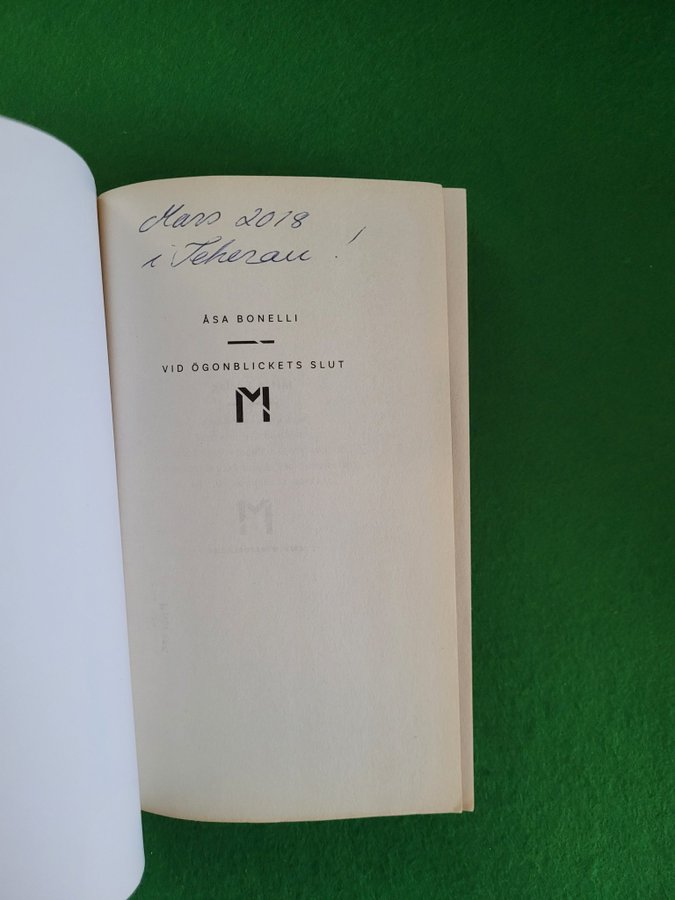 Mars 2018
i Teheran !
ÅSA BONELLI
VID ÖGONBLICKETS SLUT
M